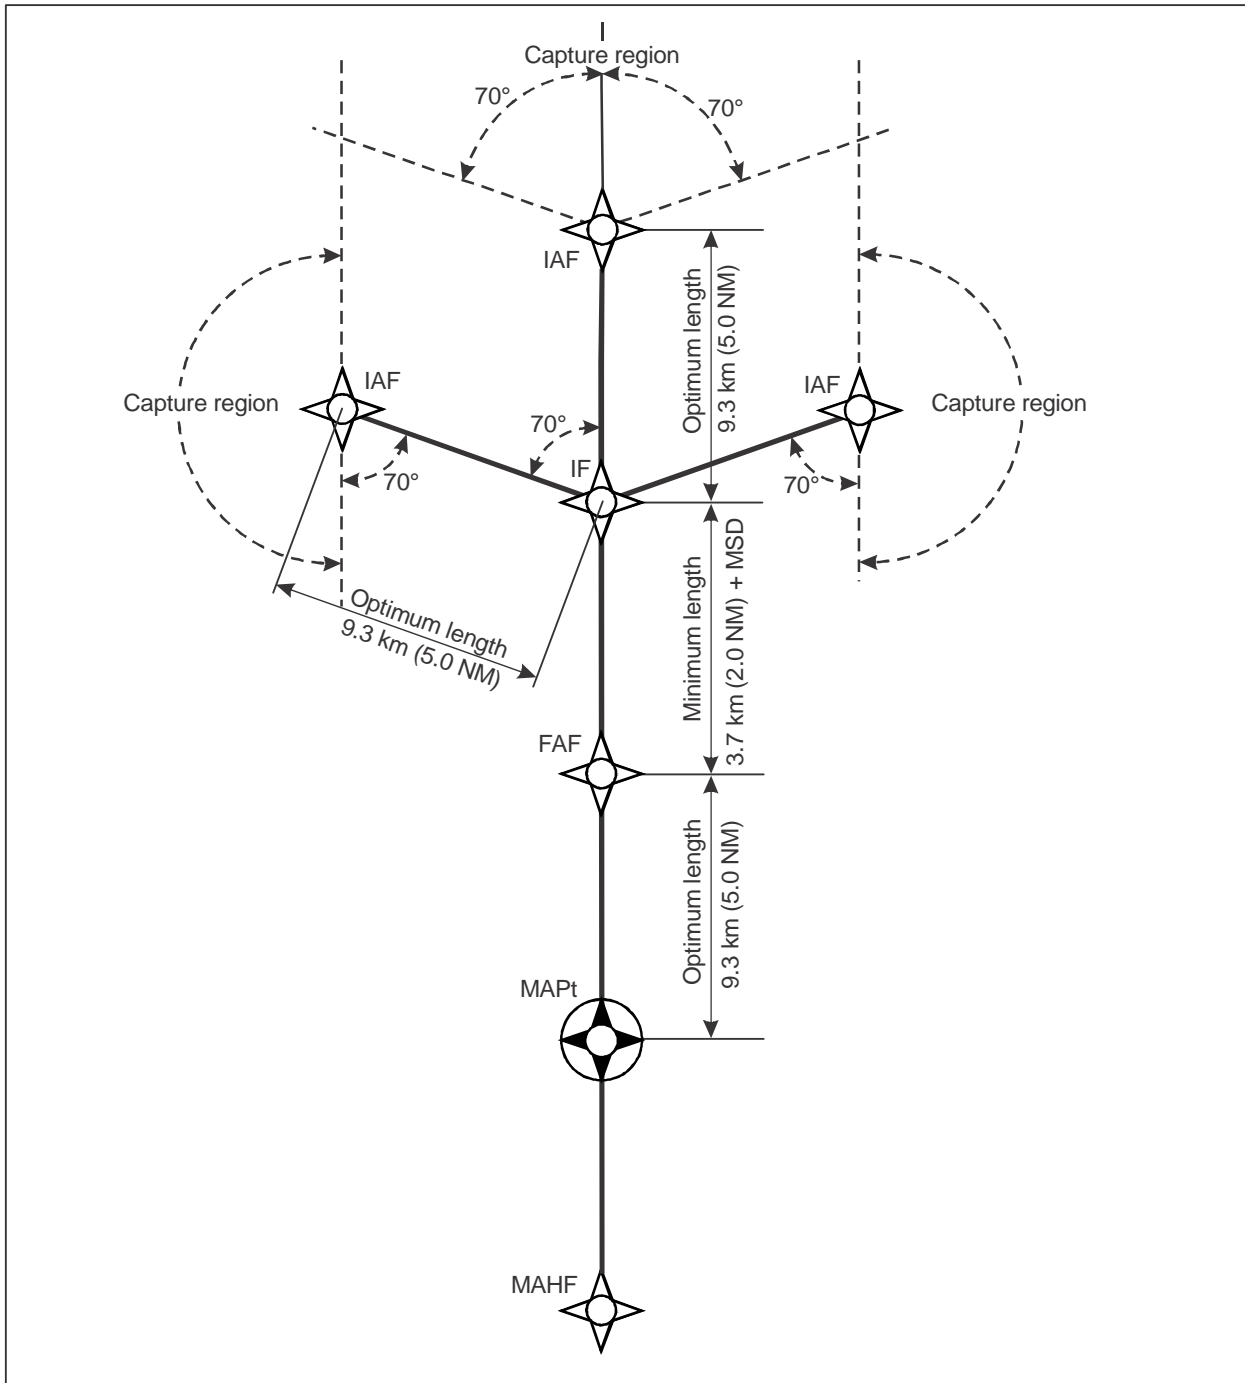 Capture region
70°
70°
IAF
Optimum length
9.3 km (5.0 NM)
IAF
IAF
Capture region
Capture region
70°
70°
IF
70°
Optimum length
9.3 km (5.0 NM)
Minimum length
3.7 km (2.0 NM) + MSD
FAF
Optimum length
9.3 km (5.0 NM)
MAPt
MAHF